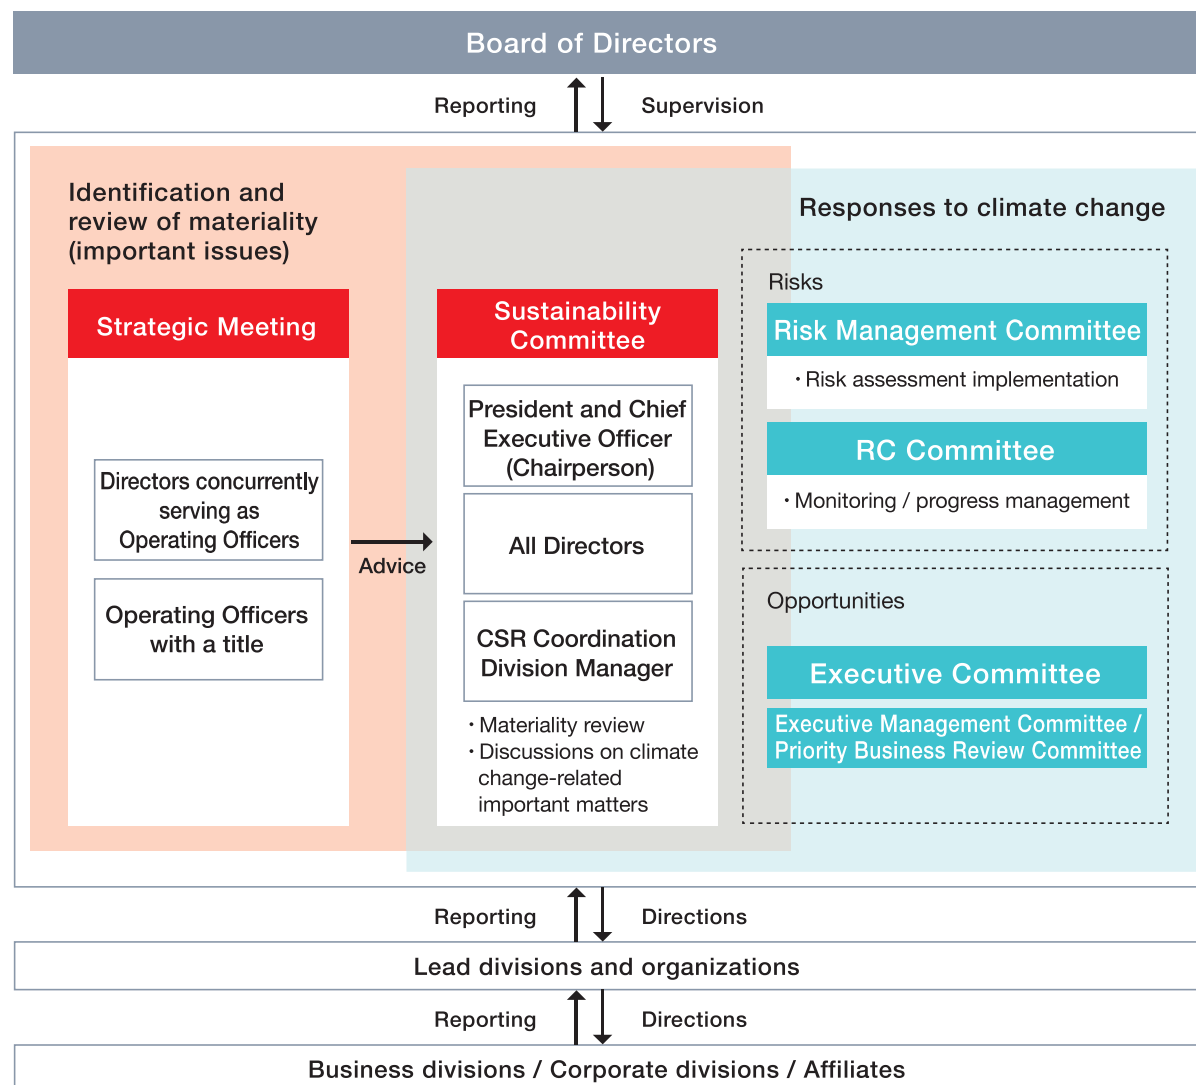 Board of Directors
Reporting
Supervision
Identification and
review of materiality
(important issues)
Responses to climate change
Strategic Meeting
Directors concurrently
serving as
Operating Officers
Operating Officers
with a title
Advice
Sustainability
Committee
President and Chief
Executive Officer
(Chairperson)
All Directors
CSR Coordination
Division Manager
・Materiality review
・Discussions on climate
change-related
important matters
Risks
Risk Management Committee
・Risk assessment implementation
RC Committee
・Monitoring / progress management
Opportunities
Executive Committee
Executive Management Committee /
Priority Business Review Committee
Reporting
Directions
Lead divisions and organizations
Reporting
Directions
Business divisions / Corporate divisions / Affiliates